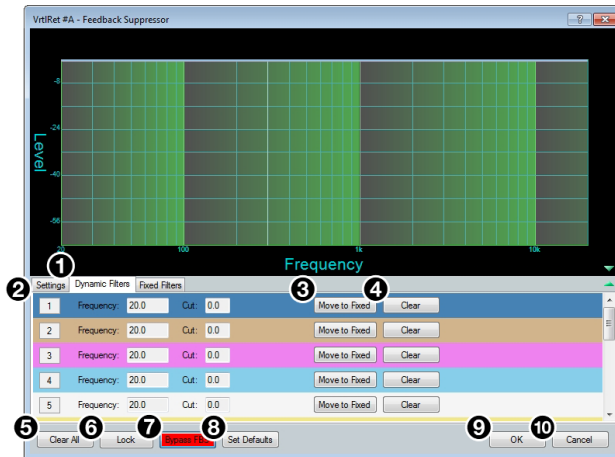 VrtlRet #A - Feedback Suppressor
?
-8
-24
-40
-56
Level
20
100
1k
10k
Frequency
1
2
Settings
Dynamic Filters
Fixed Filters
3
4
1
Frequency:
20.0
Cut:
0.0
Move to Fixed
Clear
2
Frequency:
20.0
Cut:
0.0
Move to Fixed
Clear
3
Frequency:
20.0
Cut:
0.0
Move to Fixed
Clear
4
Frequency:
20.0
Cut:
0.0
Move to Fixed
Clear
5
Frequency:
20.0
Cut:
0.0
Move to Fixed
Clear
5
Clear All
6
Lock
7
Bypass
8
Set Defaults
9
OK
10
Cancel